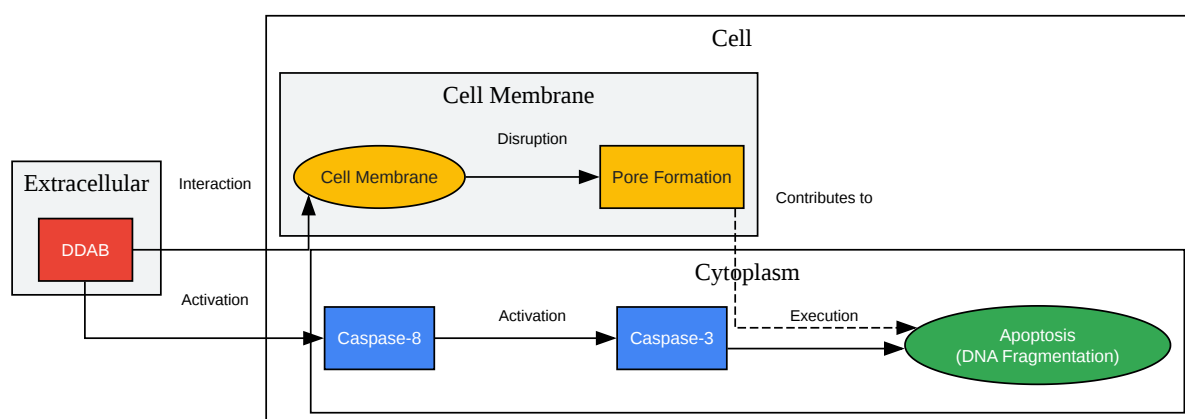 Cell
Cell Membrane
Disruption
Extracellular
Interaction
Cell Membrane
Pore Formation
Contributes to
DDAB
Cytoplasm
Activation
Caspase-8
Activation
Caspase-3
Execution
Apoptosis
(DNA Fragmentation)